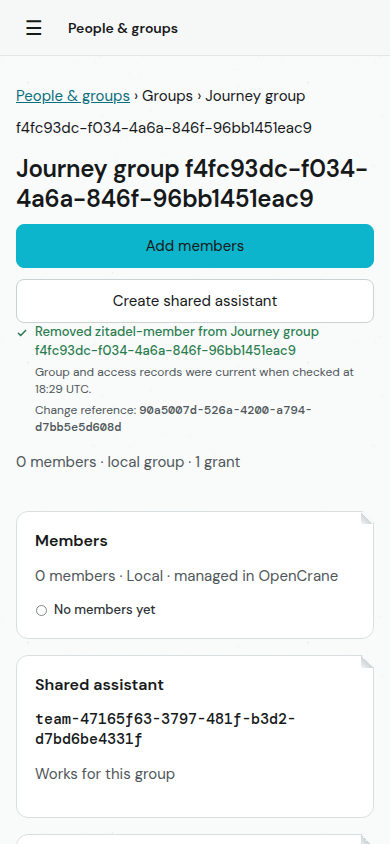 ☰ People & groups
People & groups › Groups › Journey group
f4fc93dc-f034-4a6a-846f-96bb1451eac9
Journey group f4fc93dc-f034-
4a6a-846f-96bb1451eac9
Add members
Create shared assistant
✓ Removed zitadel-member from Journey group
f4fc93dc-f034-4a6a-846f-96bb1451eac9
Group and access records were current when checked at
18:29 UTC.
Change reference: 90a5007d-526a-4200-a794-
d7bb5e5d608d
0 members · local group · 1 grant
Members
0 members · Local · managed in OpenCrane
No members yet
Shared assistant
team-47165f63-3797-481f-b3d2-
d7bd6be4331f
Works for this group